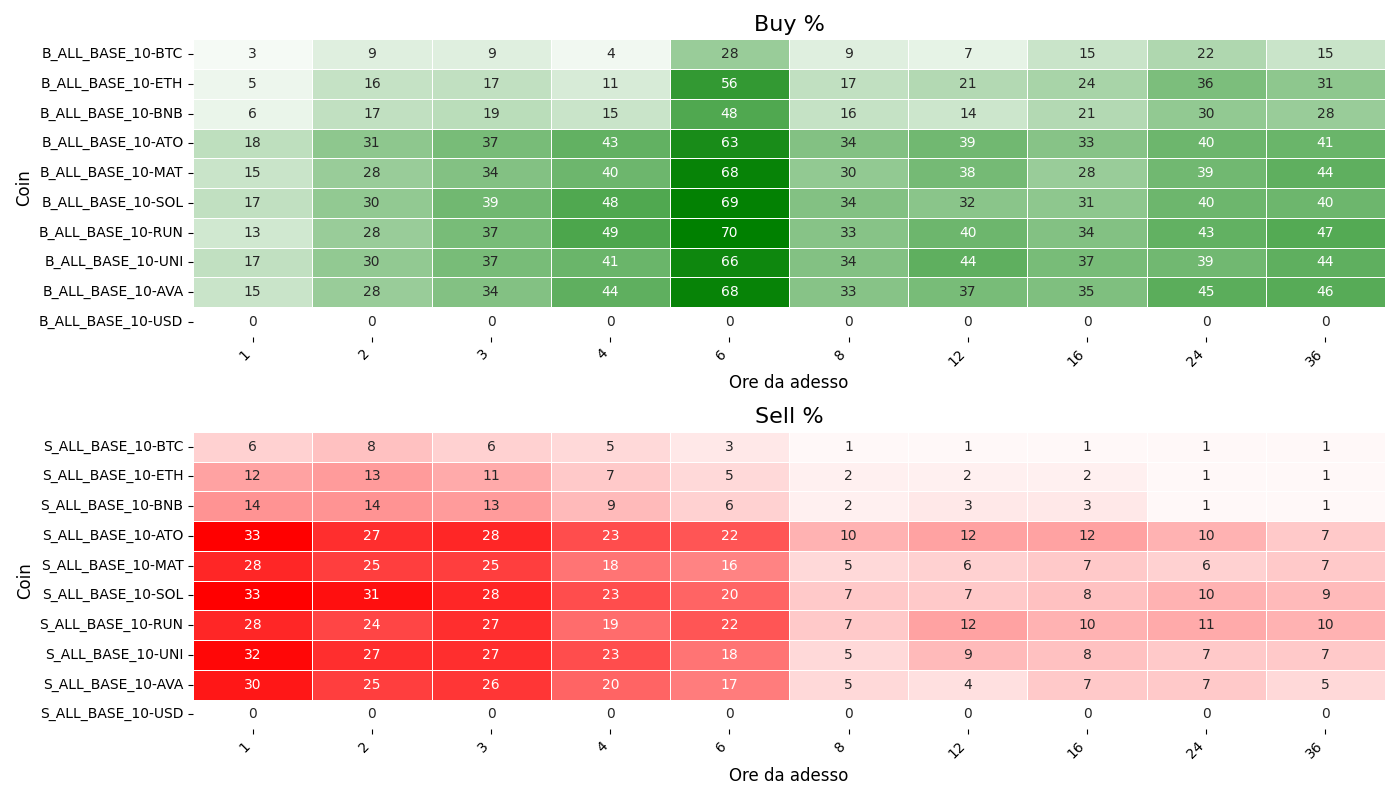 Buy %
Coin
B_ALL_BASE_10-BTC 3 9 9 4 28 9 7 15 22 15
B_ALL_BASE_10-ETH 5 16 17 11 56 17 21 24 36 31
B_ALL_BASE_10-BNB 6 17 19 15 48 16 14 21 30 28
B_ALL_BASE_10-ATO 18 31 37 43 63 34 39 33 40 41
B_ALL_BASE_10-MAT 15 28 34 40 68 30 38 28 39 44
B_ALL_BASE_10-SOL 17 30 39 48 69 34 32 31 40 40
B_ALL_BASE_10-RUN 13 28 37 49 70 33 40 34 43 47
B_ALL_BASE_10-UNI 17 30 37 41 66 34 44 37 39 44
B_ALL_BASE_10-AVA 15 28 34 44 68 33 37 35 45 46
B_ALL_BASE_10-USD 0 0 0 0 0 0 0 0 0 0
1 2 3 4 6 8 12 16 24 36
Ore da adesso
Sell %
Coin
S_ALL_BASE_10-BTC 6 8 6 5 3 1 1 1 1 1
S_ALL_BASE_10-ETH 12 13 11 7 5 2 2 2 1 1
S_ALL_BASE_10-BNB 14 14 13 9 6 2 3 3 1 1
S_ALL_BASE_10-ATO 33 27 28 23 22 10 12 12 10 7
S_ALL_BASE_10-MAT 28 25 25 18 16 5 6 7 6 7
S_ALL_BASE_10-SOL 33 31 28 23 20 7 7 8 10 9
S_ALL_BASE_10-RUN 28 24 27 19 22 7 12 10 11 10
S_ALL_BASE_10-UNI 32 27 27 23 18 5 9 8 7 7
S_ALL_BASE_10-AVA 30 25 26 20 17 5 4 7 7 5
S_ALL_BASE_10-USD 0 0 0 0 0 0 0 0 0 0
1 2 3 4 6 8 12 16 24 36
Ore da adesso